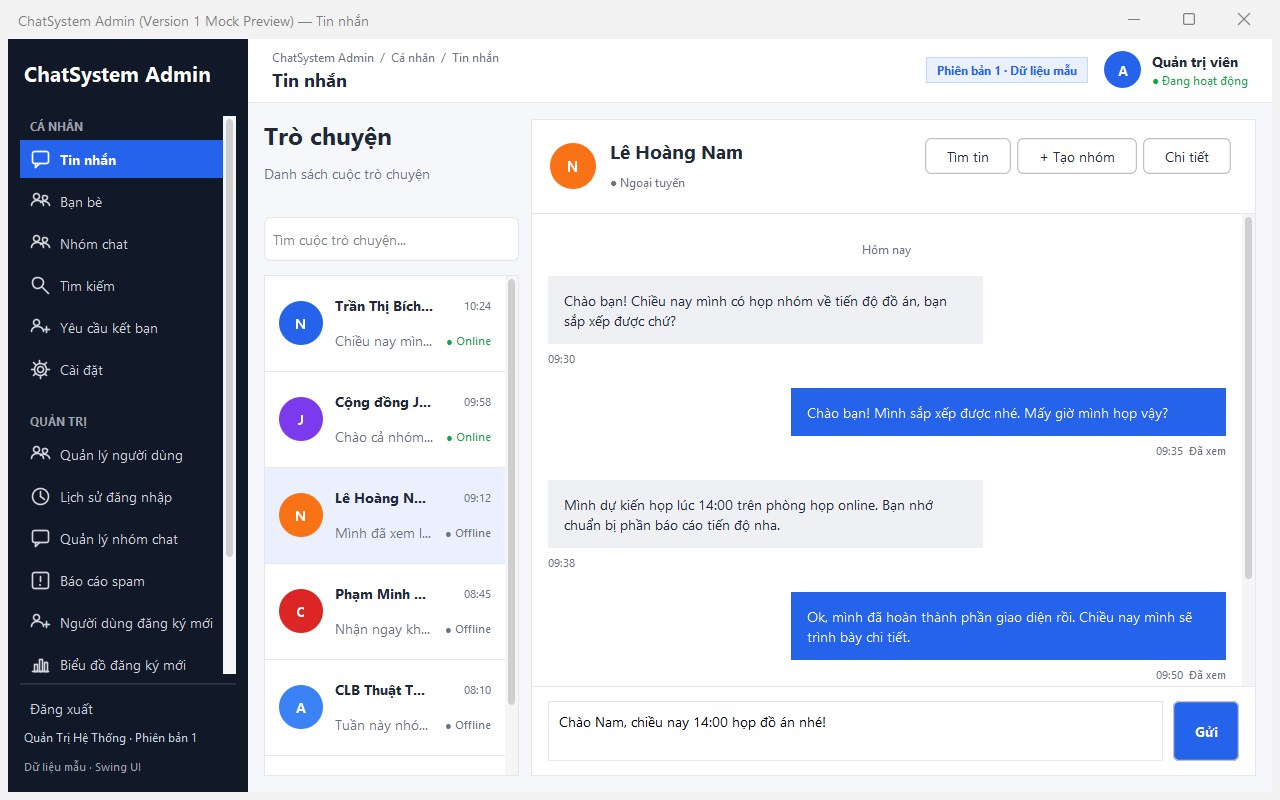 ChatSystem Admin (Version 1 Mock Preview) — Tin nhắn
ChatSystem Admin
CÁ NHÂN
Tin nhắn
Bạn bè
Nhóm chat
Tìm kiếm
Yêu cầu kết bạn
Cài đặt
QUẢN TRỊ
Quản lý người dùng
Lịch sử đăng nhập
Quản lý nhóm chat
Báo cáo spam
Người dùng đăng ký mới
Biểu đồ đăng ký mới
Đăng xuất
Quản Trị Hệ Thống · Phiên bản 1
Dữ liệu mẫu · Swing UI
ChatSystem Admin / Cá nhân / Tin nhắn
Tin nhắn
Phiên bản 1 · Dữ liệu mẫu
A
Quản trị viên
● Đang hoạt động
Trò chuyện
Danh sách cuộc trò chuyện
Tìm cuộc trò chuyện...
N
Trần Thị Bích... 10:24
Chiều nay mìn... ● Online
J
Cộng đồng J... 09:58
Chào cả nhóm... ● Online
N
Lê Hoàng N... 09:12
Mình đã xem l... ● Offline
C
Phạm Minh ... 08:45
Nhận ngay kh... ● Offline
A
CLB Thuật T... 08:10
Tuần này nhó... ● Offline
N
Lê Hoàng Nam
● Ngoại tuyến
Tìm tin
+ Tạo nhóm
Chi tiết
Hôm nay
Chào bạn! Chiều nay mình có họp nhóm về tiến độ đồ án, bạn
sắp xếp được chứ?
09:30
Chào bạn! Mình sắp xếp được nhé. Mấy giờ mình họp vậy?
09:35 Đã xem
Mình dự kiến họp lúc 14:00 trên phòng họp online. Bạn nhớ
chuẩn bị phần báo cáo tiến độ nha.
09:38
Ok, mình đã hoàn thành phần giao diện rồi. Chiều nay mình sẽ
trình bày chi tiết.
09:50 Đã xem
Chào Nam, chiều nay 14:00 họp đồ án nhé!
Gửi